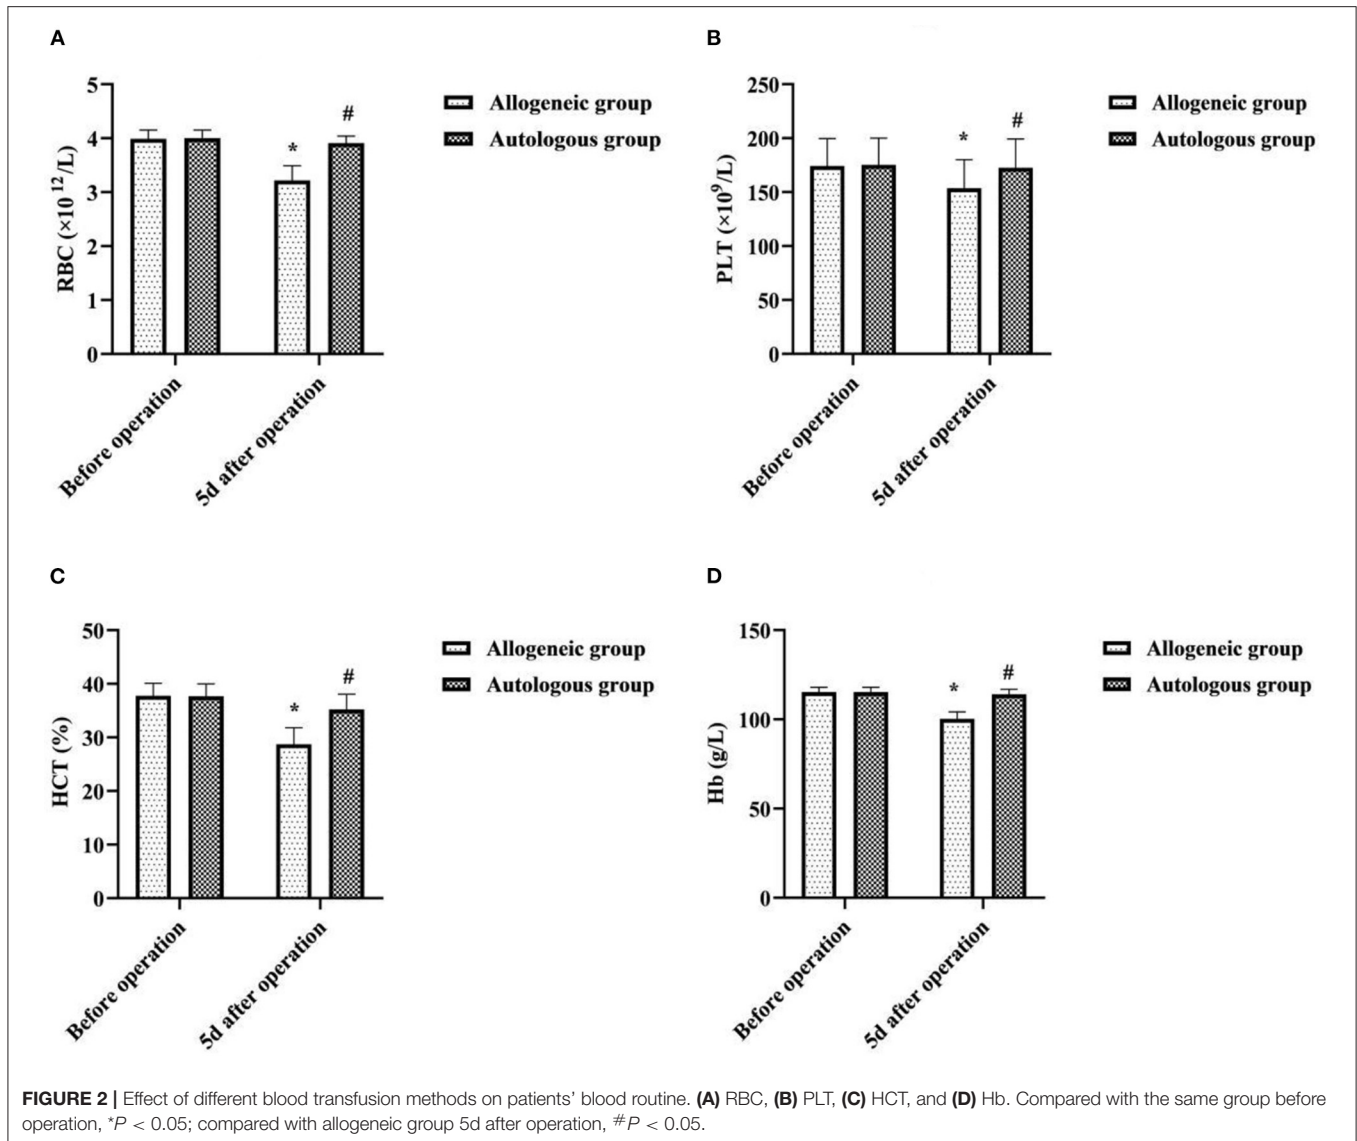 A
5
4
3
2
1
0
RBC (×10¹²/L)
*
#
Before operation
5d after operation
Allogeneic group
Autologous group
B
250
200
150
100
50
0
PLT (×10⁹/L)
*
#
Before operation
5d after operation
Allogeneic group
Autologous group
C
50
40
30
20
10
0
HCT (%)
*
#
Before operation
5d after operation
Allogeneic group
Autologous group
D
150
100
50
0
Hb (g/L)
*
#
Before operation
5d after operation
Allogeneic group
Autologous group
FIGURE 2 | Effect of different blood transfusion methods on patients' blood routine. (A) RBC, (B) PLT, (C) HCT, and (D) Hb. Compared with the same group before
operation, *P < 0.05; compared with allogeneic group 5d after operation, #P < 0.05.